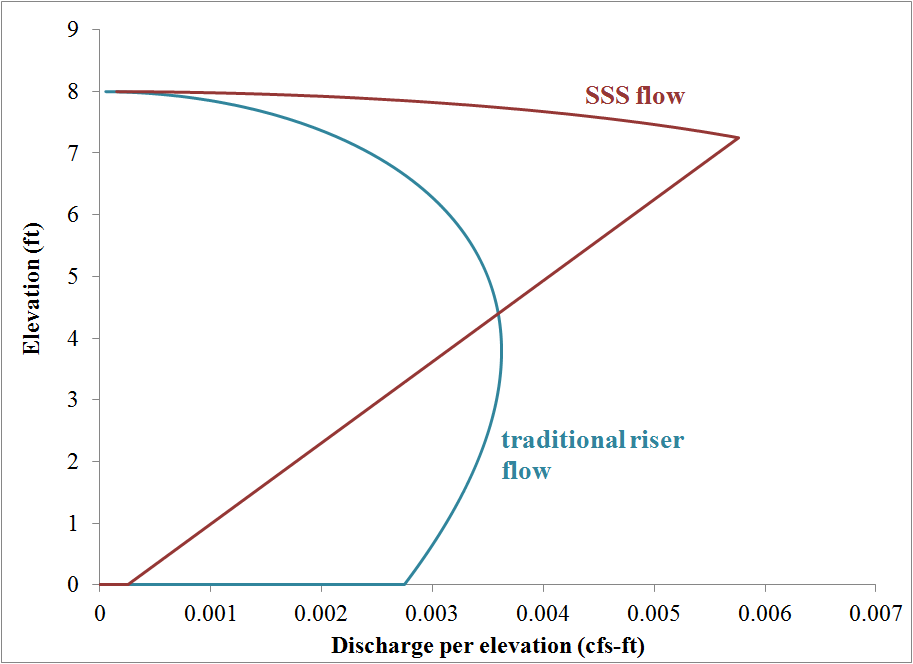 9
8
7
6
5
4
3
2
1
0
Elevation (ft)
SSS flow
traditional riser
flow
0 0.001 0.002 0.003 0.004 0.005 0.006 0.007
Discharge per elevation (cfs-ft)